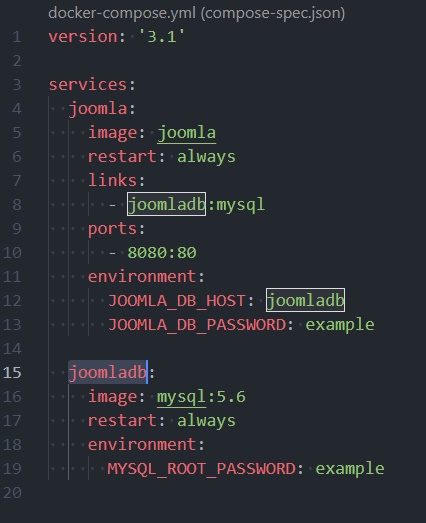 docker-compose.yml (compose-spec.json)
1 version: '3.1'
2
3 services:
4   joomla:
5     image: joomla
6     restart: always
7     links:
8       - joomladb:mysql
9     ports:
10       - 8080:80
11     environment:
12       JOOMLA_DB_HOST: joomladb
13       JOOMLA_DB_PASSWORD: example
14
15   joomladb:
16     image: mysql:5.6
17     restart: always
18     environment:
19       MYSQL_ROOT_PASSWORD: example
20